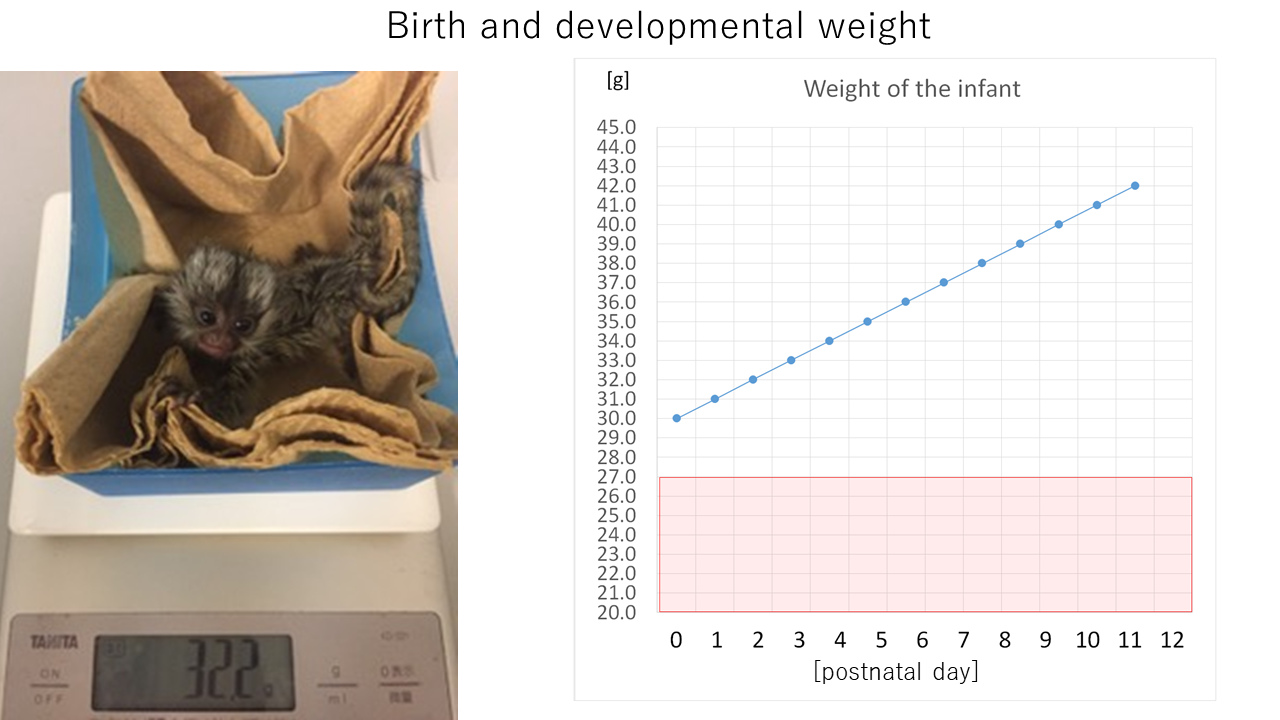 Birth and developmental weight
TANITA
ON
OFF
32.2 g
g
ml
0表示
微量
[g]
Weight of the infant
45.0
44.0
43.0
42.0
41.0
40.0
39.0
38.0
37.0
36.0
35.0
34.0
33.0
32.0
31.0
30.0
29.0
28.0
27.0
26.0
25.0
24.0
23.0
22.0
21.0
20.0
0 1 2 3 4 5 6 7 8 9 10 11 12
[postnatal day]